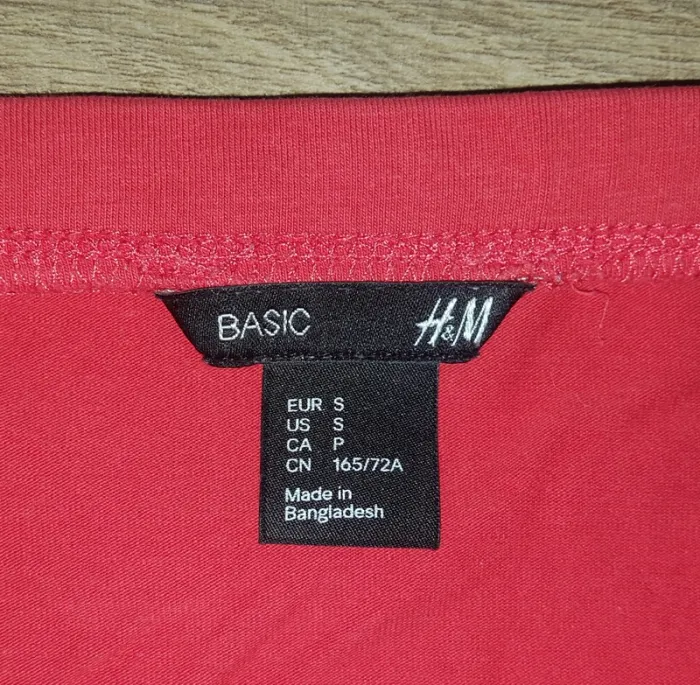 BASIC H&M
EUR S
US S
CA P
CN 165/72A
Made in
Bangladesh